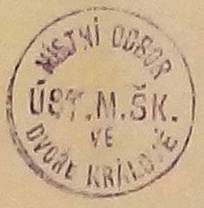 MÍSTNÍ ODBOR
ÚST.M.ŠK.
VE
DVOŘE KRÁLOVÉ